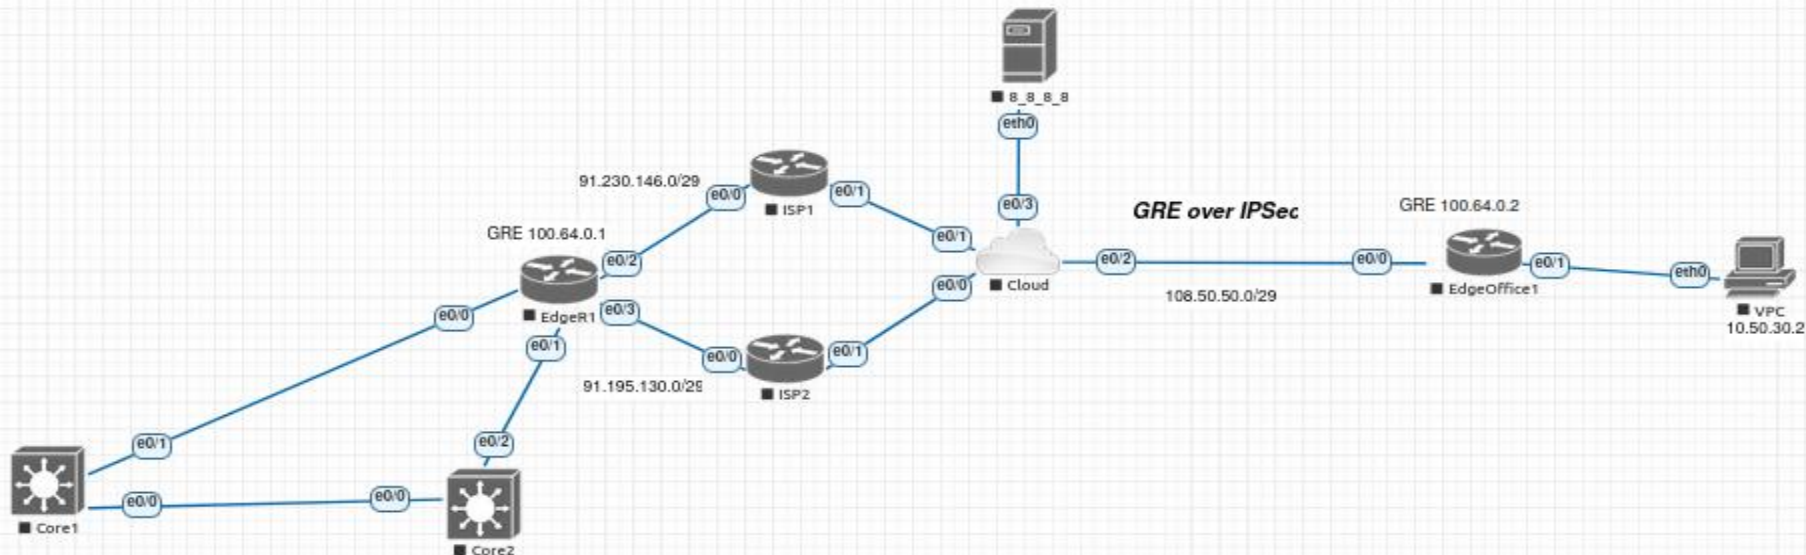 8_8_8_8
eth0
91.230.146.0/29
e0/0
ISP1
e0/1
e0/3
GRE over IPSec
GRE 100.64.0.2
GRE 100.64.0.1
e0/2
e0/1
Cloud
e0/2
e0/0
EdgeOffice1
e0/1
eth0
VPC
10.50.30.2
108.50.50.0/29
e0/0
e0/0
EdgeR1
e0/3
e0/1
e0/0
ISP2
e0/1
91.195.130.0/29
e0/1
e0/2
e0/0
e0/0
Core1
Core2